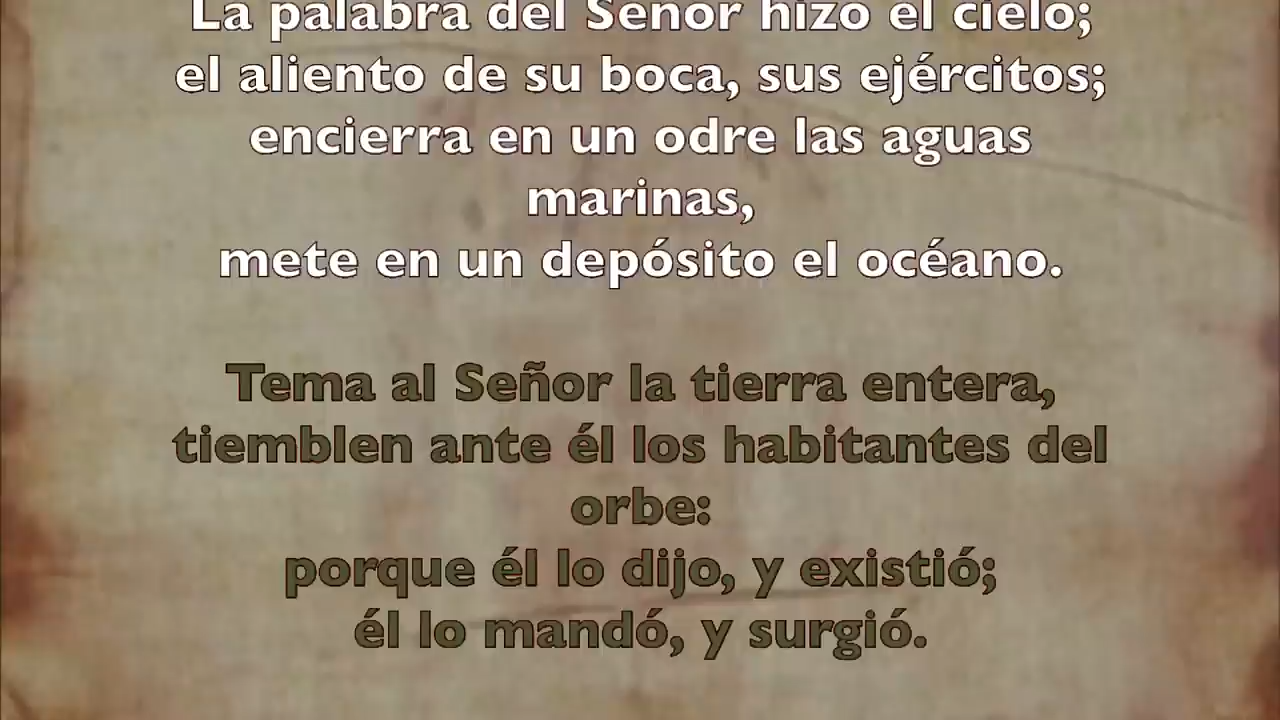 La palabra del Señor hizo el cielo;
el aliento de su boca, sus ejércitos;
encierra en un odre las aguas
marinas,
mete en un depósito el océano.
Tema al Señor la tierra entera,
tiemblen ante él los habitantes del
orbe:
porque él lo dijo, y existió;
él lo mandó, y surgió.